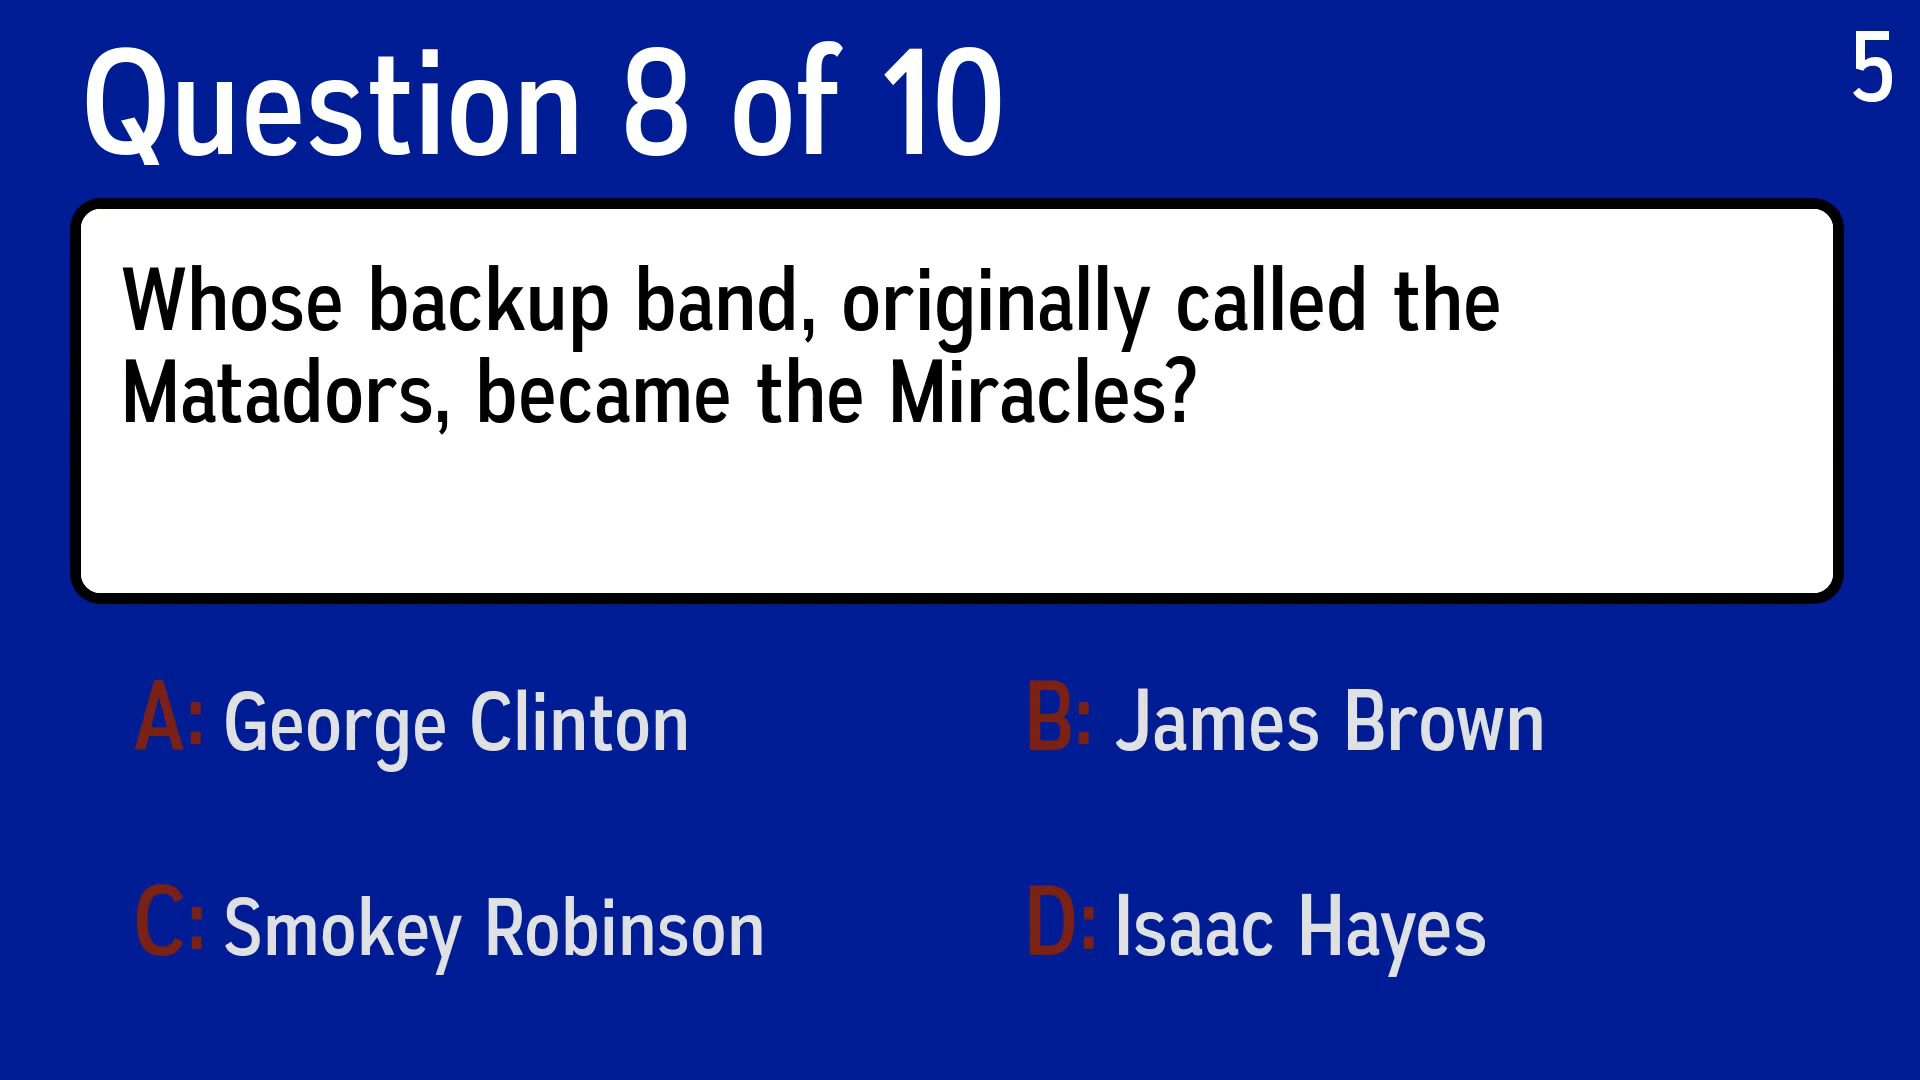 Question 8 of 10
5
Whose backup band, originally called the
Matadors, became the Miracles?
A: George Clinton
B: James Brown
C: Smokey Robinson
D: Isaac Hayes